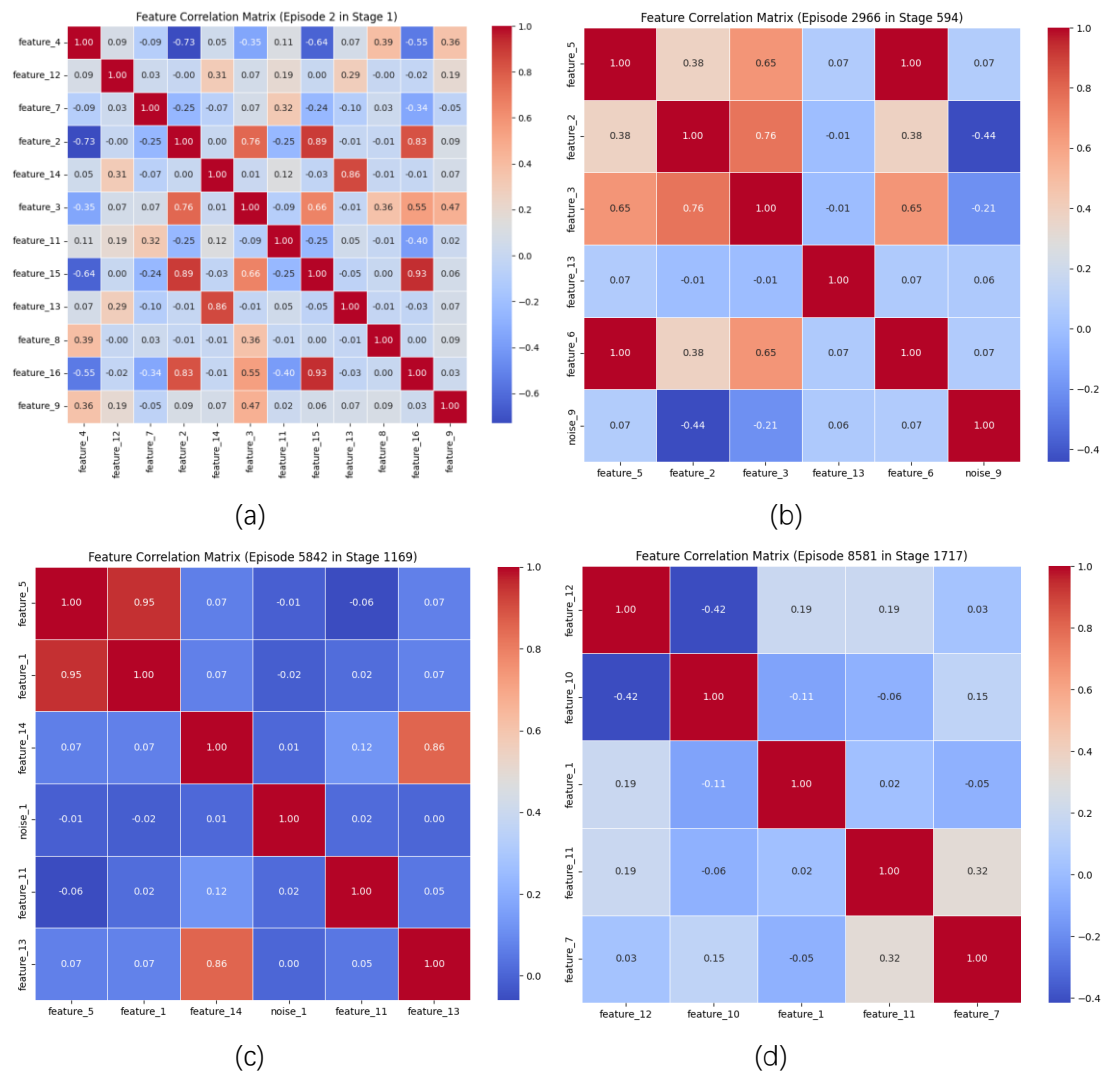 Feature Correlation Matrix (Episode 2 in Stage 1)
feature_4 1.00 0.09 -0.09 -0.73 0.05 -0.35 0.11 -0.64 0.07 0.39 -0.55 0.36
feature_12 0.09 1.00 0.03 -0.00 0.31 0.07 0.19 0.00 0.29 -0.00 -0.02 0.19
feature_7 -0.09 0.03 1.00 -0.25 -0.07 0.07 0.32 -0.24 -0.10 0.03 -0.34 -0.05
feature_2 -0.73 -0.00 -0.25 1.00 0.00 0.76 -0.25 0.89 -0.01 -0.01 0.83 0.09
feature_14 0.05 0.31 -0.07 0.00 1.00 0.01 0.12 -0.03 0.86 -0.01 -0.01 0.07
feature_3 -0.35 0.07 0.07 0.76 0.01 1.00 -0.09 0.66 -0.01 0.36 0.55 0.47
feature_11 0.11 0.19 0.32 -0.25 0.12 -0.09 1.00 -0.25 0.05 -0.01 -0.40 0.02
feature_15 -0.64 0.00 -0.24 0.89 -0.03 0.66 -0.25 1.00 -0.05 0.00 0.93 0.06
feature_13 0.07 0.29 -0.10 -0.01 0.86 -0.01 0.05 -0.05 1.00 -0.01 -0.03 0.07
feature_8 0.39 -0.00 0.03 -0.01 -0.01 0.36 -0.01 0.00 -0.01 1.00 0.00 0.09
feature_16 -0.55 -0.02 -0.34 0.83 -0.01 0.55 -0.40 0.93 -0.03 0.00 1.00 0.03
feature_9 0.36 0.19 -0.05 0.09 0.07 0.47 0.02 0.06 0.07 0.09 0.03 1.00
feature_4 feature_12 feature_7 feature_2 feature_14 feature_3 feature_11 feature_15 feature_13 feature_8 feature_16 feature_9
1.0
0.8
0.6
0.4
0.2
0.0
−0.2
−0.4
−0.6
(a)
Feature Correlation Matrix (Episode 2966 in Stage 594)
feature_5 1.00 0.38 0.65 0.07 1.00 0.07
feature_2 0.38 1.00 0.76 -0.01 0.38 -0.44
feature_3 0.65 0.76 1.00 -0.01 0.65 -0.21
feature_13 0.07 -0.01 -0.01 1.00 0.07 0.06
feature_6 1.00 0.38 0.65 0.07 1.00 0.07
noise_9 0.07 -0.44 -0.21 0.06 0.07 1.00
feature_5 feature_2 feature_3 feature_13 feature_6 noise_9
1.0
0.8
0.6
0.4
0.2
0.0
−0.2
−0.4
(b)
Feature Correlation Matrix (Episode 5842 in Stage 1169)
feature_5 1.00 0.95 0.07 -0.01 -0.06 0.07
feature_1 0.95 1.00 0.07 -0.02 0.02 0.07
feature_14 0.07 0.07 1.00 0.01 0.12 0.86
noise_1 -0.01 -0.02 0.01 1.00 0.02 0.00
feature_11 -0.06 0.02 0.12 0.02 1.00 0.05
feature_13 0.07 0.07 0.86 0.00 0.05 1.00
feature_5 feature_1 feature_14 noise_1 feature_11 feature_13
1.0
0.8
0.6
0.4
0.2
0.0
(c)
Feature Correlation Matrix (Episode 8581 in Stage 1717)
feature_12 1.00 -0.42 0.19 0.19 0.03
feature_10 -0.42 1.00 -0.11 -0.06 0.15
feature_1 0.19 -0.11 1.00 0.02 -0.05
feature_11 0.19 -0.06 0.02 1.00 0.32
feature_7 0.03 0.15 -0.05 0.32 1.00
feature_12 feature_10 feature_1 feature_11 feature_7
1.0
0.8
0.6
0.4
0.2
0.0
−0.2
−0.4
(d)